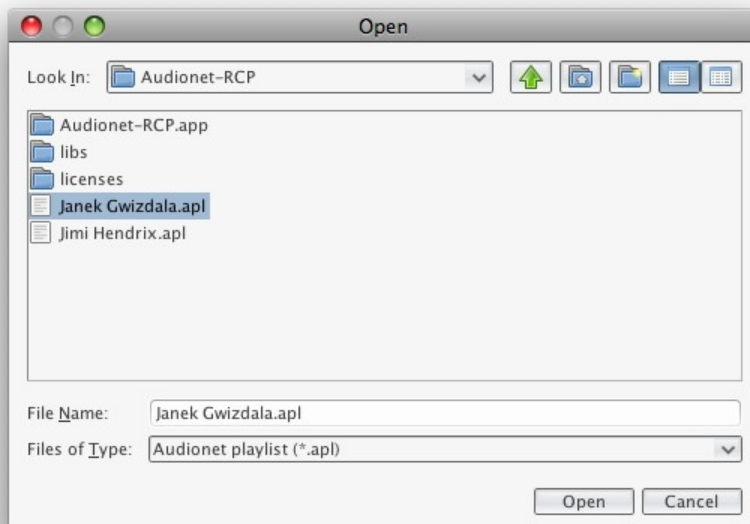 Open
Look In: Audionet-RCP
Audionet-RCP.app
libs
licenses
Janek Gwizdala.apl
Jimi Hendrix.apl
File Name: Janek Gwizdala.apl
Files of Type: Audionet playlist (*.apl)
Open Cancel